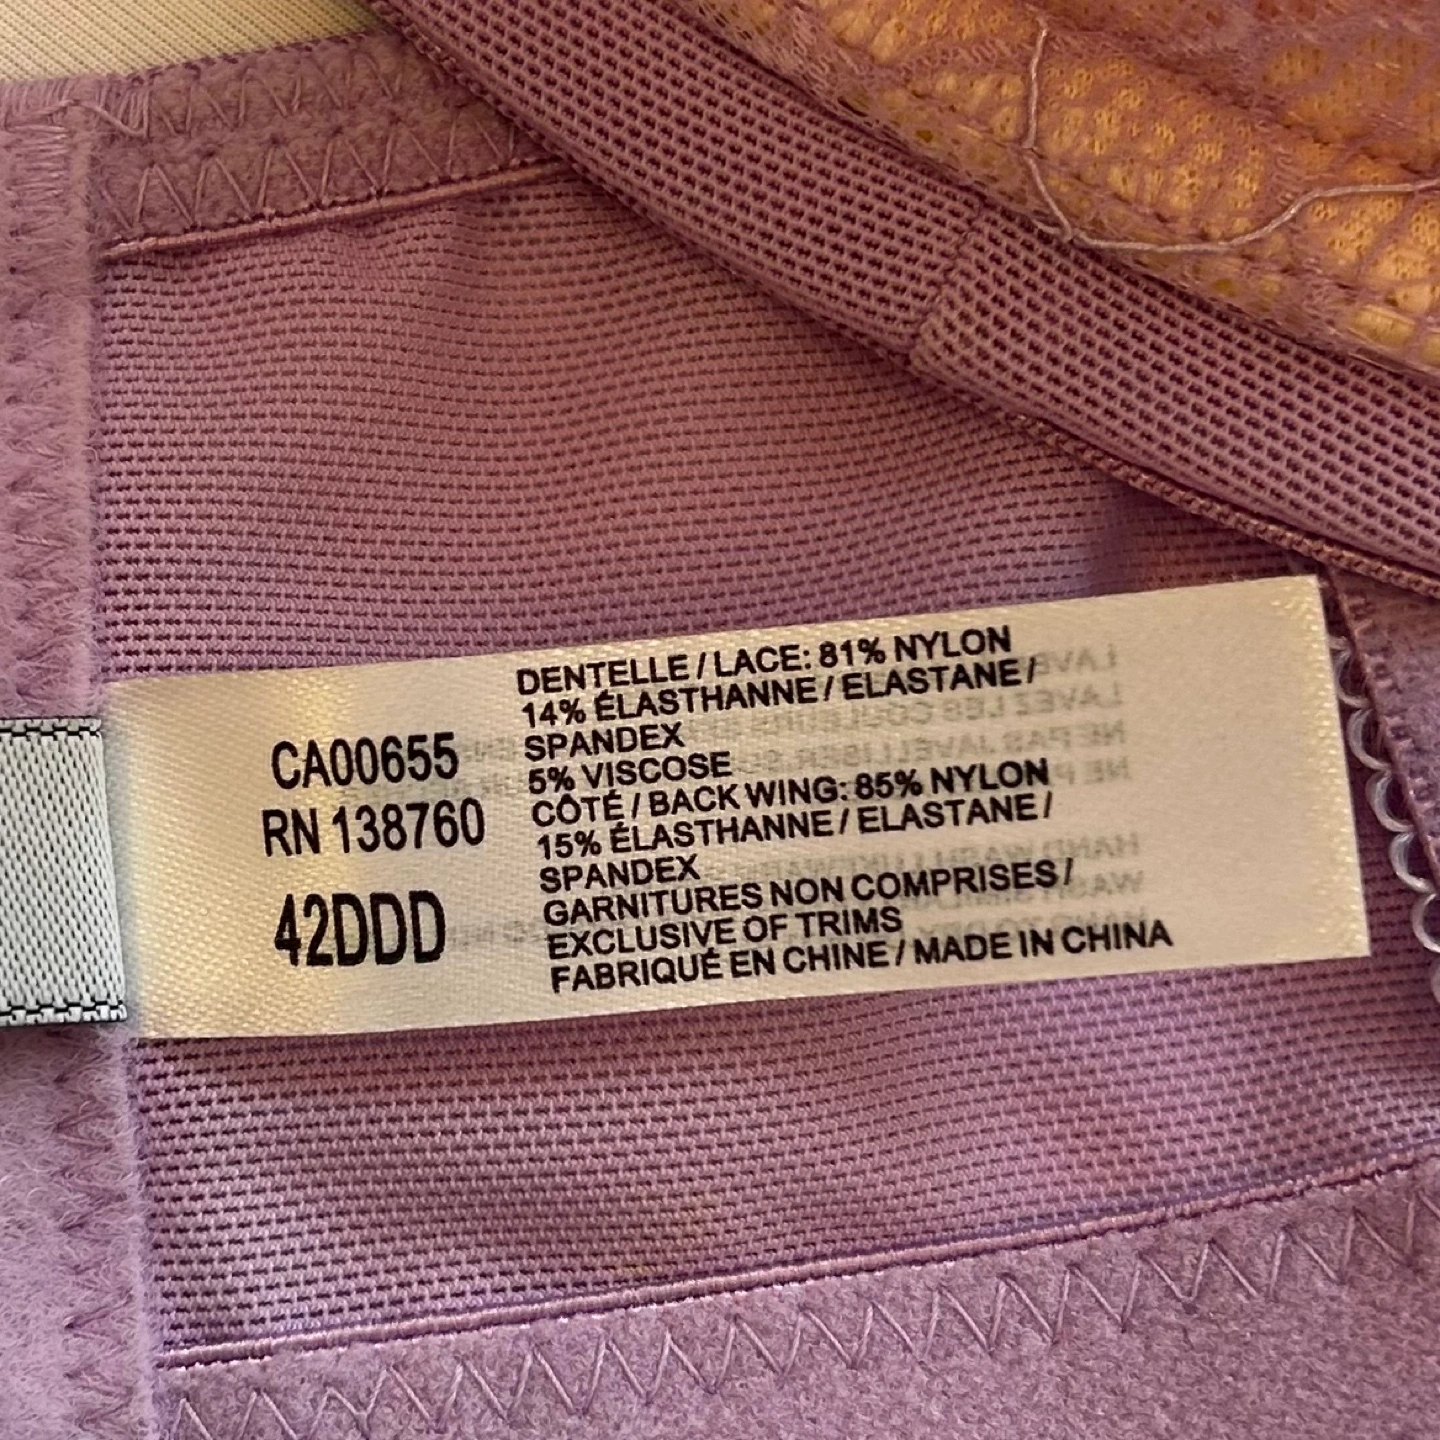 CA00655
RN 138760
42DDD
DENTELLE / LACE: 81% NYLON
14% ÉLASTHANNE / ELASTANE /
SPANDEX
5% VISCOSE
CÔTÉ / BACK WING: 85% NYLON
15% ÉLASTHANNE / ELASTANE /
SPANDEX
GARNITURES NON COMPRISES /
EXCLUSIVE OF TRIMS
FABRIQUÉ EN CHINE / MADE IN CHINA